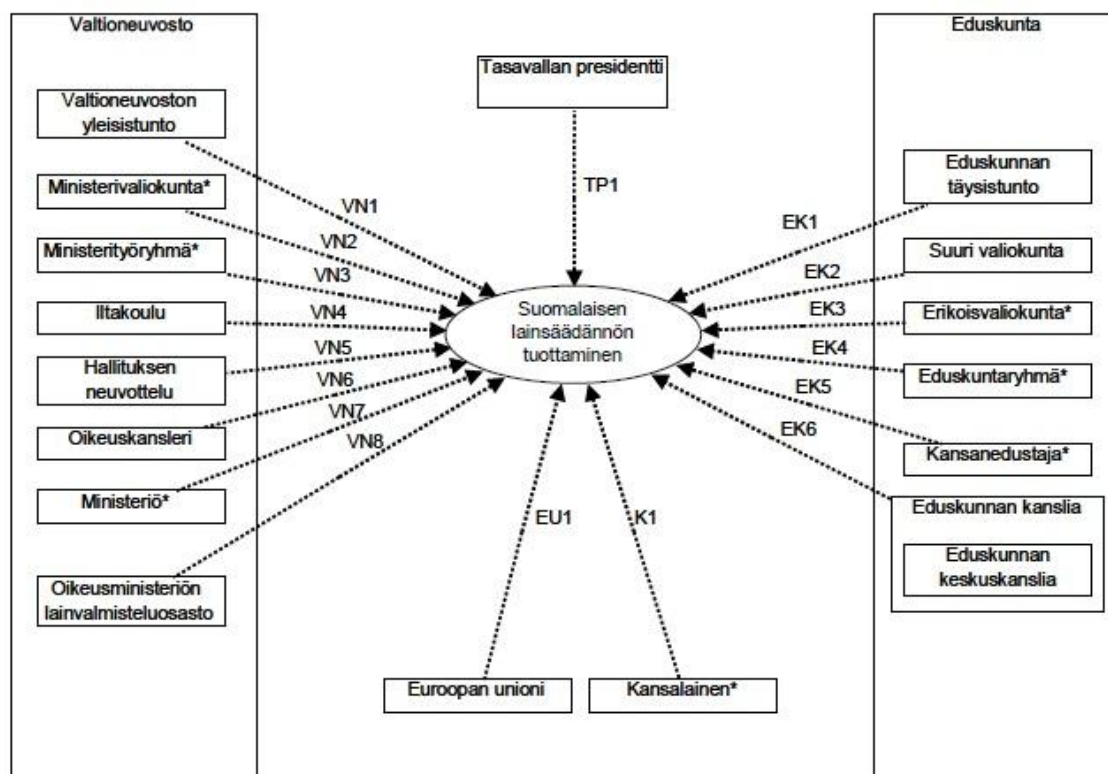 Valtioneuvosto
Valtioneuvoston
yleisistunto
Ministerivaliokunta*
Ministerityöryhmä*
Iltakoulu
Hallituksen
neuvottelu
Oikeuskansleri
Ministeriö*
Oikeusministeriön
lainvalmisteluosasto
VN1
VN2
VN3
VN4
VN5
VN6
VN7
VN8
Tasavallan presidentti
TP1
Suomalaisen
lainsäädännön
tuottaminen
EU1
K1
Euroopan unioni
Kansalainen*
EK1
EK2
EK3
EK4
EK5
EK6
Eduskunta
Eduskunnan
täysistunto
Suuri valiokunta
Erikoisvaliokunta*
Eduskuntaryhmä*
Kansanedustaja*
Eduskunnan kanslia
Eduskunnan
keskuskanslia